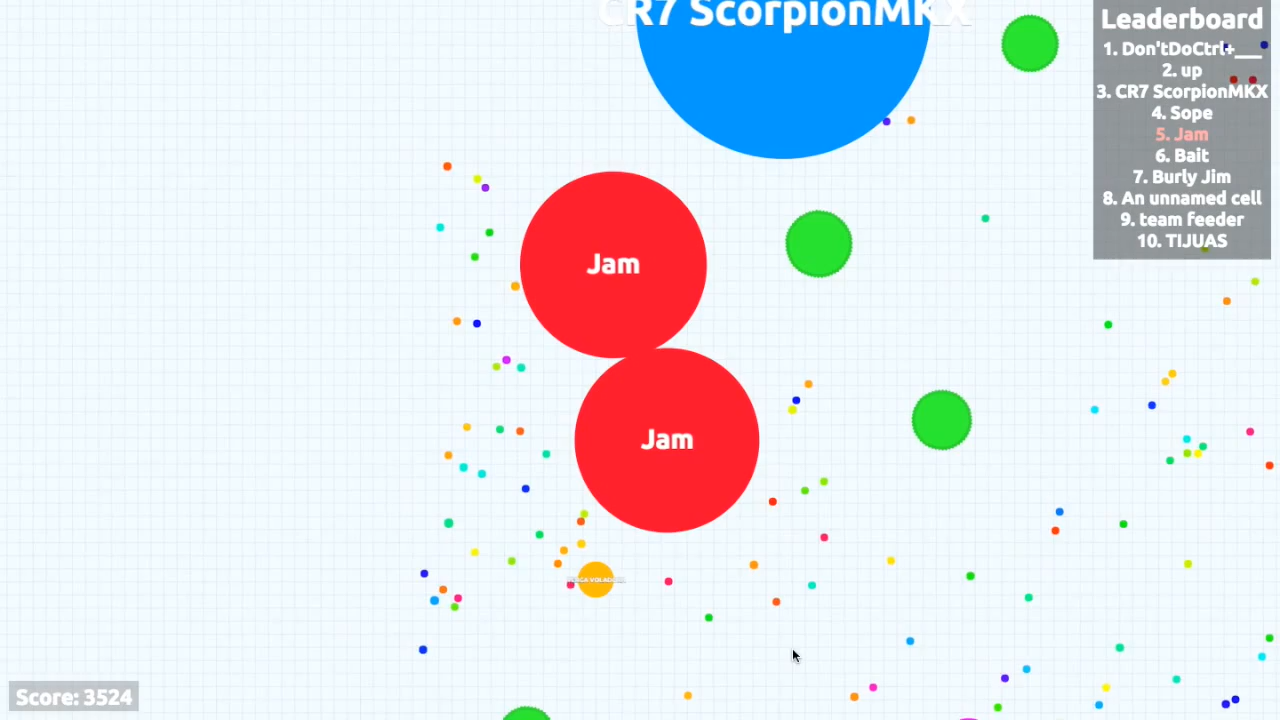 CR7 ScorpionMKX
Leaderboard
1. Don'tDoCtrl+___
2. up
3. CR7 ScorpionMKX
4. Sope
5. Jam
6. Bait
7. Burly Jim
8. An unnamed cell
9. team feeder
10. TIJUAS
Jam
Jam
Score: 3524